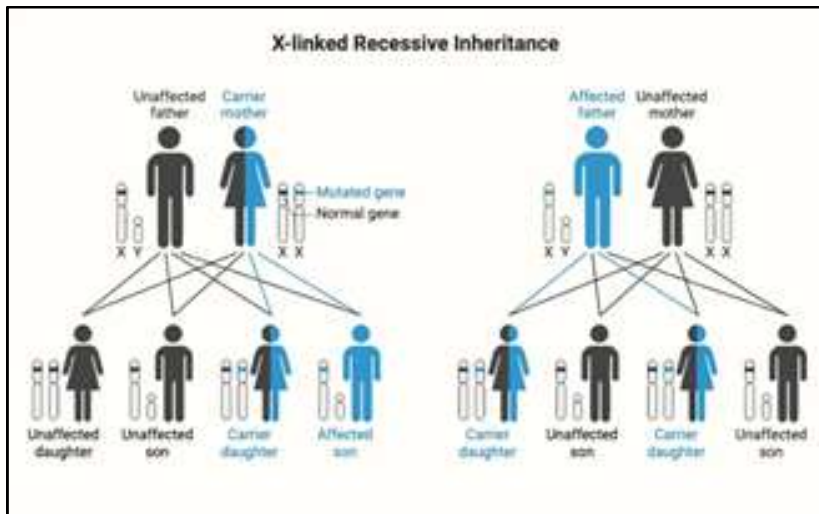 X-linked Recessive Inheritance
Unaffected father
Carrier mother
Affected father
Unaffected mother
Mutated gene
Normal gene
X Y
X X
X Y
X X
Unaffected daughter
Unaffected son
Carrier daughter
Affected son
Carrier daughter
Unaffected son
Carrier daughter
Unaffected son